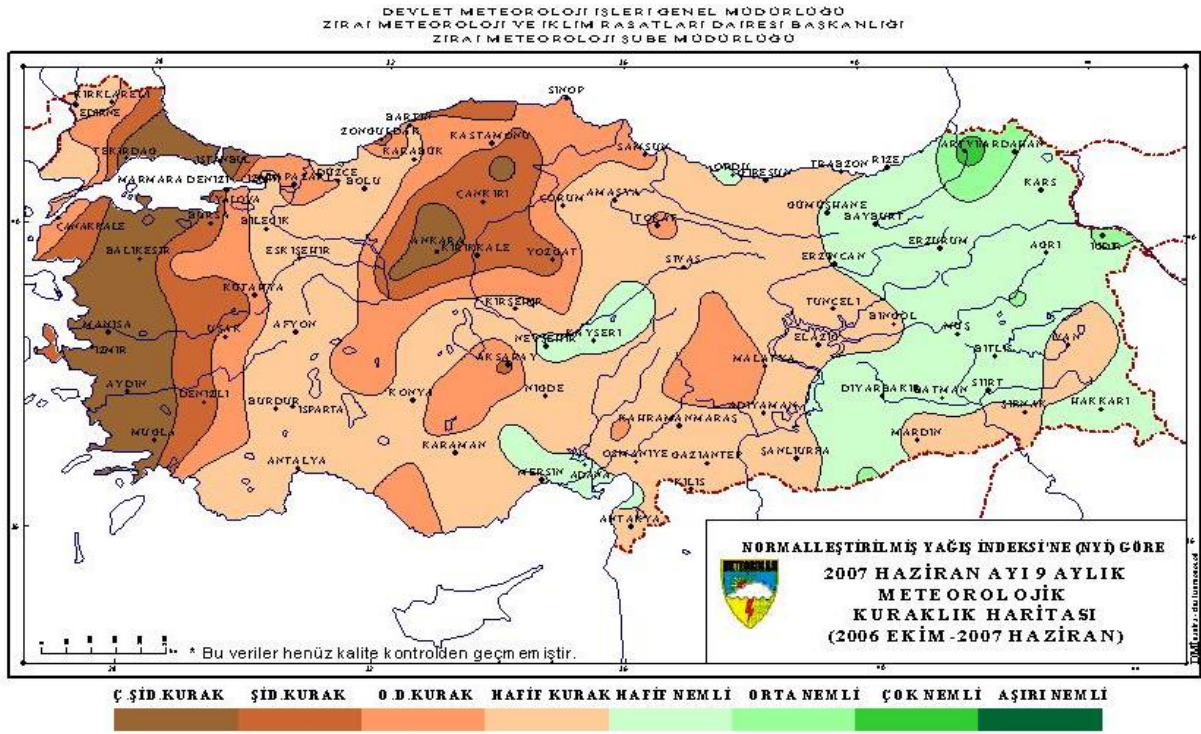 DEVLET METEOROLOJİ İŞLERİ GENEL MÜDÜRLÜĞÜ
ZİRAİ METEOROLOJİ VE İKLİM RASATLARI DAİRESİ BAŞKANLIĞI
ZİRAİ METEOROLOJİ ŞUBE MÜDÜRLÜĞÜ
SİNOP
KIRKLARELİ
EDİRNE
BARTIN
ZONGULDAK
KASTAMONU
KARABÜK
SAMSUN
TEKİRDAĞ
İSTANBUL
DÜZCE
BOLU
ORDU
GİRESUN
TRABZON
RİZE
ARTVİN
ARDAHAN
KARS
MARMARA DENİZİ
YALOVA
ÇANKIRI
ÇORUM
AMASYA
TOKAT
GÜMÜŞHANE
BAYBURT
ÇANAKKALE
BURSA
BİLECİK
BALIKESİR
ESKİŞEHİR
ANKARA
KIRIKKALE
YOZGAT
SİVAS
ERZİNCAN
ERZURUM
AĞRI
IĞDIR
KÜTAHYA
KIRŞEHİR
TUNCELİ
BİNGÖL
MANİSA
UŞAK
AFYON
İZMİR
NEVŞEHİR
KAYSERİ
ELAZIĞ
MUŞ
BİTLİS
VAN
AKSARAY
MALATYA
AYDIN
DENİZLİ
BURDUR
ISPARTA
KONYA
NİĞDE
DİYARBAKIR
BATMAN
SİİRT
ŞIRNAK
HAKKARİ
MUĞLA
KAHRAMANMARAŞ
ADIYAMAN
MARDİN
ANTALYA
KARAMAN
MERSİN
ADANA
OSMANİYE
GAZİANTEP
ŞANLIURFA
KİLİS
ANTAKYA
NORMALLEŞTİRİLMİŞ YAĞIŞ İNDEKSİ'NE (NYİ) GÖRE
2007 HAZİRAN AYI 9 AYLIK
METEOROLOJİK
KURAKLIK HARİTASI
(2006 EKİM -2007 HAZİRAN)
* Bu veriler henüz kalite kontrolden geçmemiştir.
Ç.ŞİD.KURAK ŞİD.KURAK O.D.KURAK HAFİF KURAK HAFİF NEMLİ ORTA NEMLİ ÇOK NEMLİ AŞIRI NEMLİ